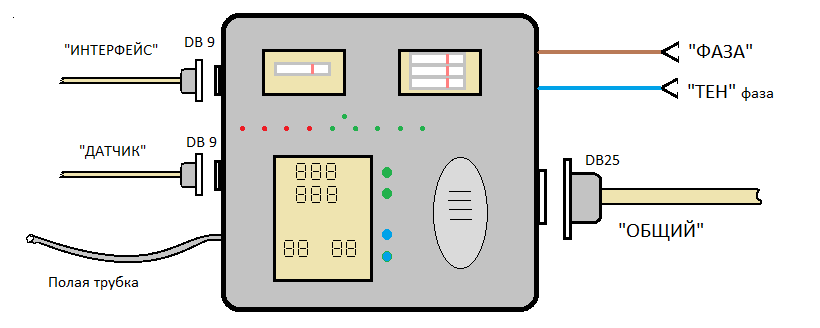 "ИНТЕРФЕЙС"
DB 9
"ФАЗА"
"ТЕН" фаза
"ДАТЧИК"
DB 9
DB25
"ОБЩИЙ"
Полая трубка
888
888
88 88